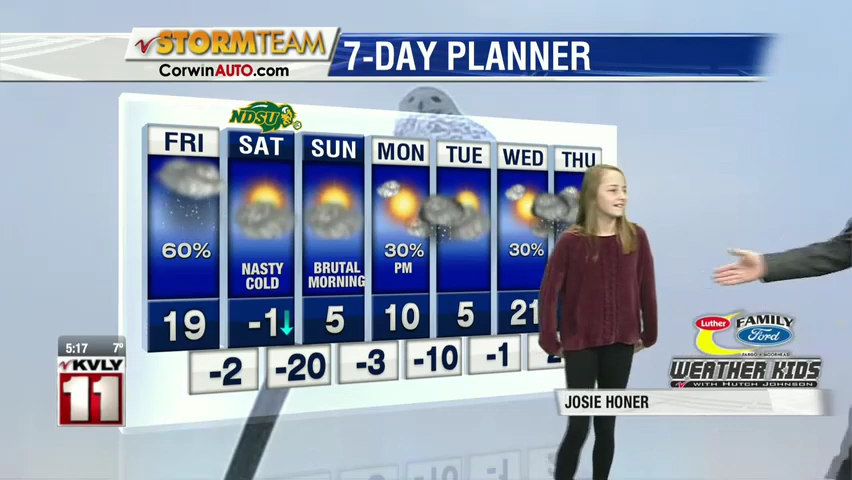 STORMTEAM
CorwinAUTO.com
7-DAY PLANNER
NDSU
FRI SAT SUN MON TUE WED THU
60% 30% 30%
NASTY
COLD
BRUTAL
MORNING
PM
19 -1 5 10 5 21
-2 -20 -3 -10 -1
5:17 7°
KVLY
11
Luther FAMILY
Ford
FARGO MOORHEAD
WEATHER KIDS
WITH HUTCH JOHNSON
JOSIE HONER